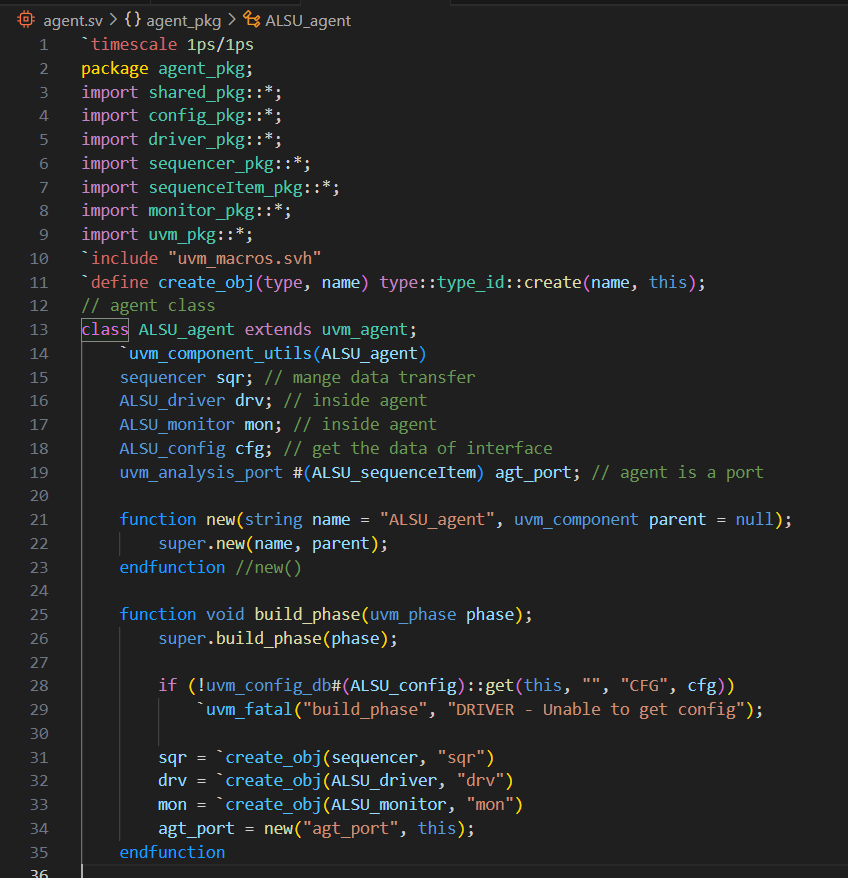 agent.sv > {} agent_pkg > ALSU_agent
1 `timescale 1ps/1ps
2 package agent_pkg;
3 import shared_pkg::*;
4 import config_pkg::*;
5 import driver_pkg::*;
6 import sequencer_pkg::*;
7 import sequenceItem_pkg::*;
8 import monitor_pkg::*;
9 import uvm_pkg::*;
10 `include "uvm_macros.svh"
11 `define create_obj(type, name) type::type_id::create(name, this);
12 // agent class
13 class ALSU_agent extends uvm_agent;
14     `uvm_component_utils(ALSU_agent)
15     sequencer sqr; // mange data transfer
16     ALSU_driver drv; // inside agent
17     ALSU_monitor mon; // inside agent
18     ALSU_config cfg; // get the data of interface
19     uvm_analysis_port #(ALSU_sequenceItem) agt_port; // agent is a port
20
21     function new(string name = "ALSU_agent", uvm_component parent = null);
22         super.new(name, parent);
23     endfunction //new()
24
25     function void build_phase(uvm_phase phase);
26         super.build_phase(phase);
27
28         if (!uvm_config_db#(ALSU_config)::get(this, "", "CFG", cfg))
29             `uvm_fatal("build_phase", "DRIVER - Unable to get config");
30
31         sqr = `create_obj(sequencer, "sqr")
32         drv = `create_obj(ALSU_driver, "drv")
33         mon = `create_obj(ALSU_monitor, "mon")
34         agt_port = new("agt_port", this);
35     endfunction
36